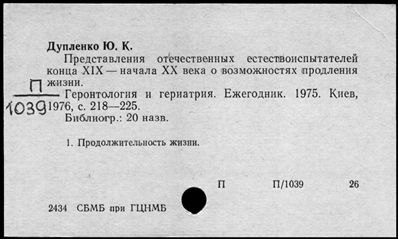 Дупленко Ю. К.
Представления отечественных естествоиспытателей
конца XIX — начала XX века о возможностях продления
жизни.
П
1039
Геронтология и гериатрия. Ежегодник. 1975. Киев,
1976, с. 218—225.
Библиогр.: 20 назв.
1. Продолжительность жизни.
П П/1039 26
2434 СБМБ при ГЦНМБ